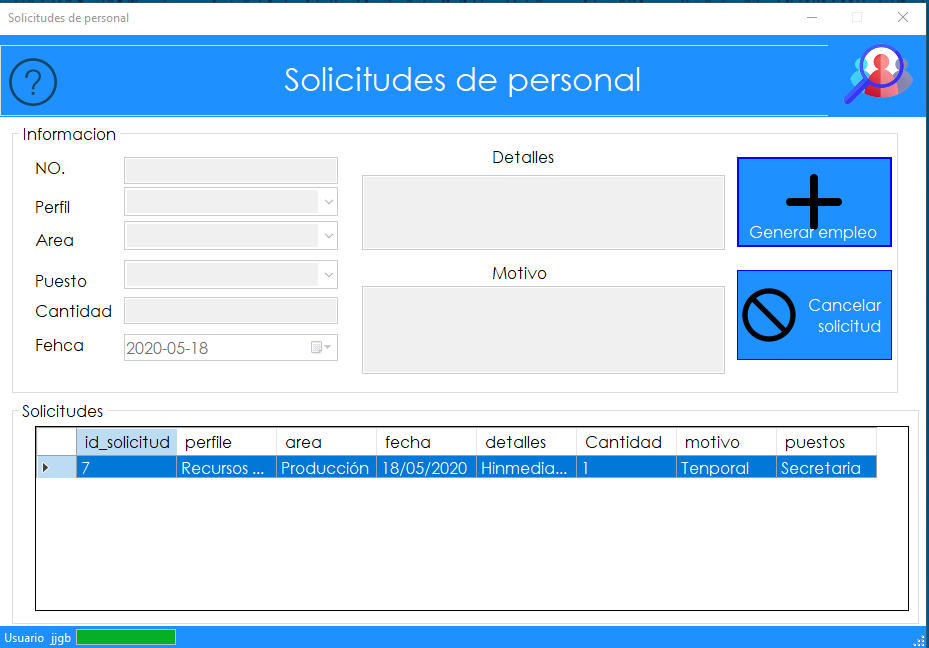 Solicitudes de personal
?
Solicitudes de personal
Informacion
NO.
Perfil
Area
Puesto
Cantidad
Fehca
2020-05-18
Detalles
Motivo
Generar empleo
Cancelar
solicitud
Solicitudes
id_solicitud perfile area fecha detalles Cantidad motivo puestos
7 Recursos ... Producción 18/05/2020 Hinmedia... 1 Tenporal Secretaria
Usuario jjgb